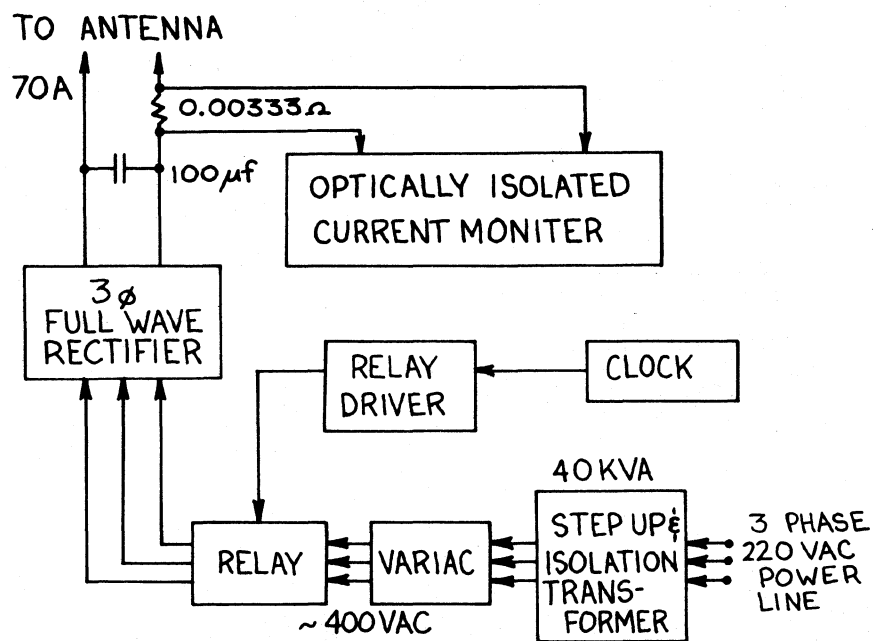 TO ANTENNA
70A
0.00333Ω
100μf
OPTICALLY ISOLATED
CURRENT MONITER
3ϕ
FULL WAVE
RECTIFIER
RELAY
DRIVER
CLOCK
40KVA
RELAY
VARIAC
STEP UP &
ISOLATION
TRANS-
FORMER
3 PHASE
220 VAC
POWER
LINE
~400VAC